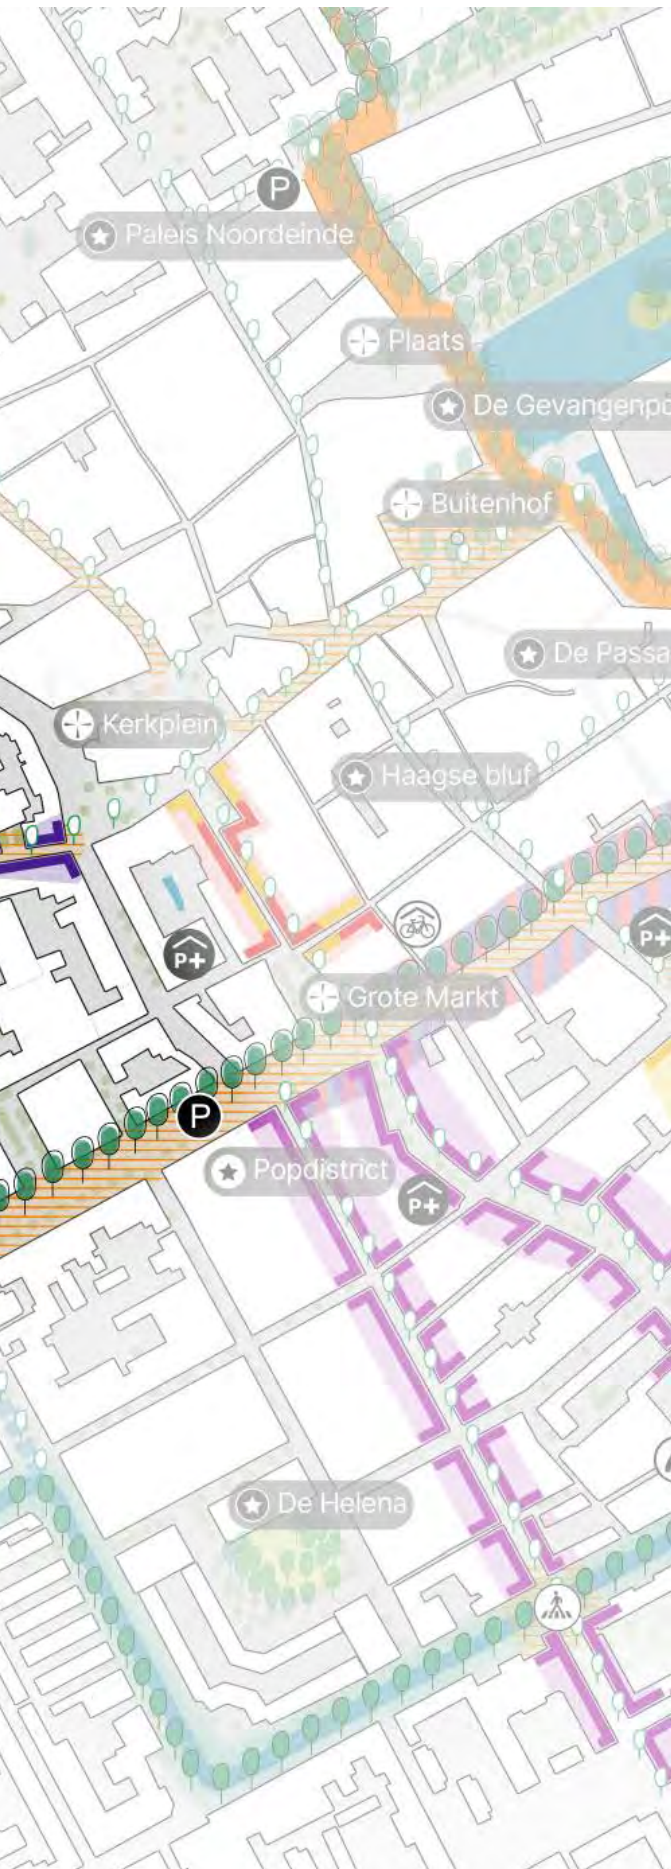 P
Paleis Noordeinde
Plaats
De Gevangenpo
Buitenhof
De Passa
Kerkplein
Haagse bluf
P+
P+
Grote Markt
P
Popdistrict
P+
De Helena